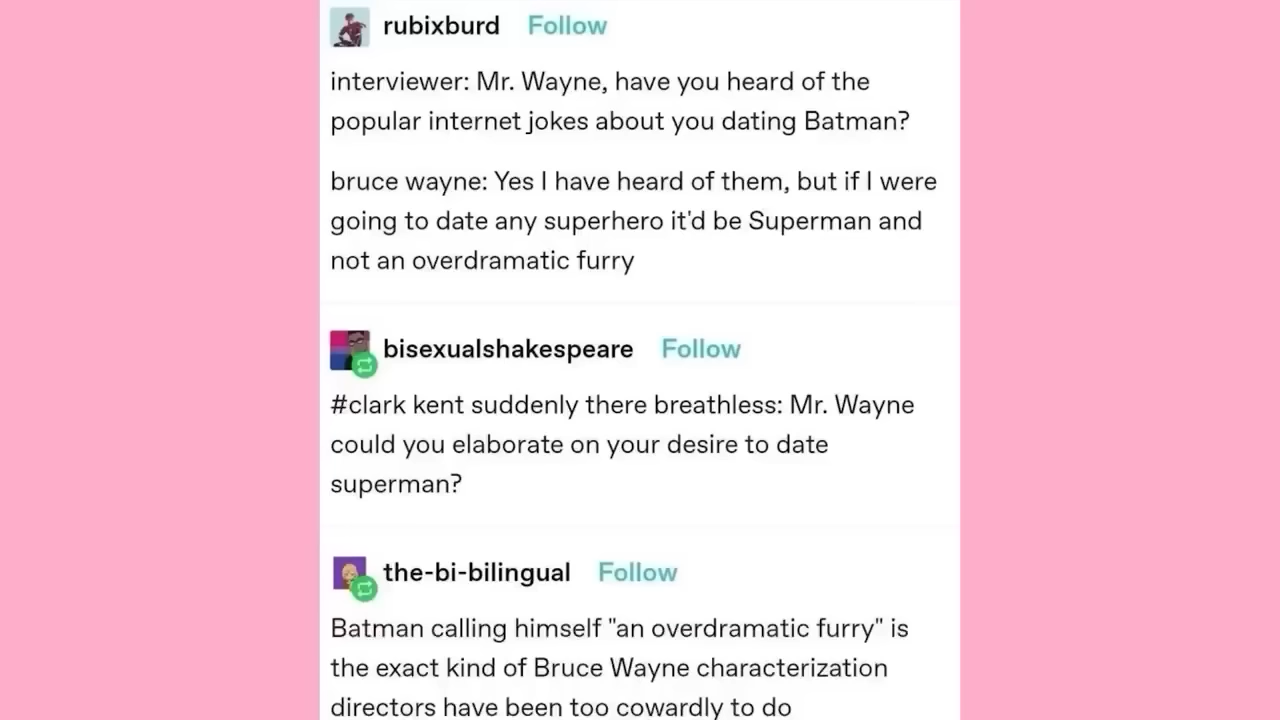 rubixburd Follow
interviewer: Mr. Wayne, have you heard of the
popular internet jokes about you dating Batman?
bruce wayne: Yes I have heard of them, but if I were
going to date any superhero it'd be Superman and
not an overdramatic furry
bisexualshakespeare Follow
#clark kent suddenly there breathless: Mr. Wayne
could you elaborate on your desire to date
superman?
the-bi-bilingual Follow
Batman calling himself "an overdramatic furry" is
the exact kind of Bruce Wayne characterization
directors have been too cowardly to do